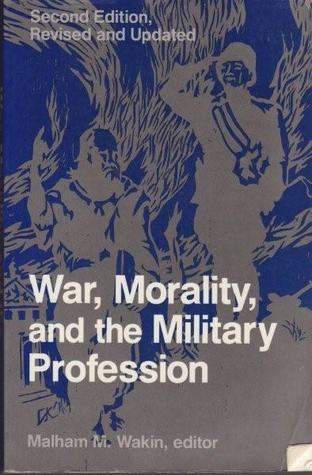 Second Edition,
Revised and Updated
War, Morality,
and the Military
Profession
Malham M. Wakin, editor